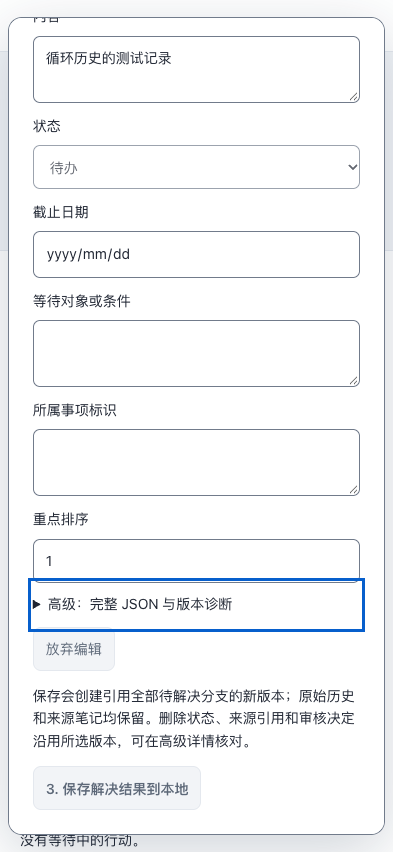 内容
循环历史的测试记录
状态
待办
截止日期
yyyy/mm/dd
等待对象或条件
所属事项标识
重点排序
1
高级：完整 JSON 与版本诊断
放弃编辑
保存会创建引用全部待解决分支的新版本；原始历史
和来源笔记均保留。删除状态、来源引用和审核决定
沿用所选版本，可在高级详情核对。
3. 保存解决结果到本地
没有等待中的行动。